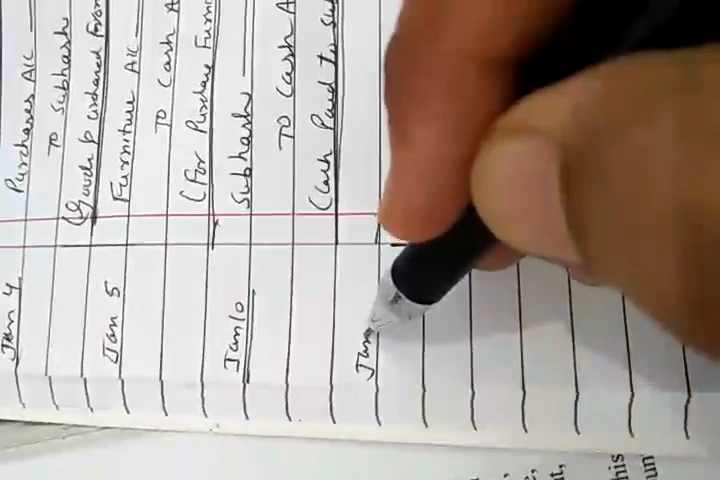 Jan 4 Purchases A/C
To Subhash
(Goods Purchased From
Jan 5 Furniture A/C
To Cash A
(For Purchase Furni
Jan 10 Subhash
To Cash A
(Cash Paid to Su
Jan